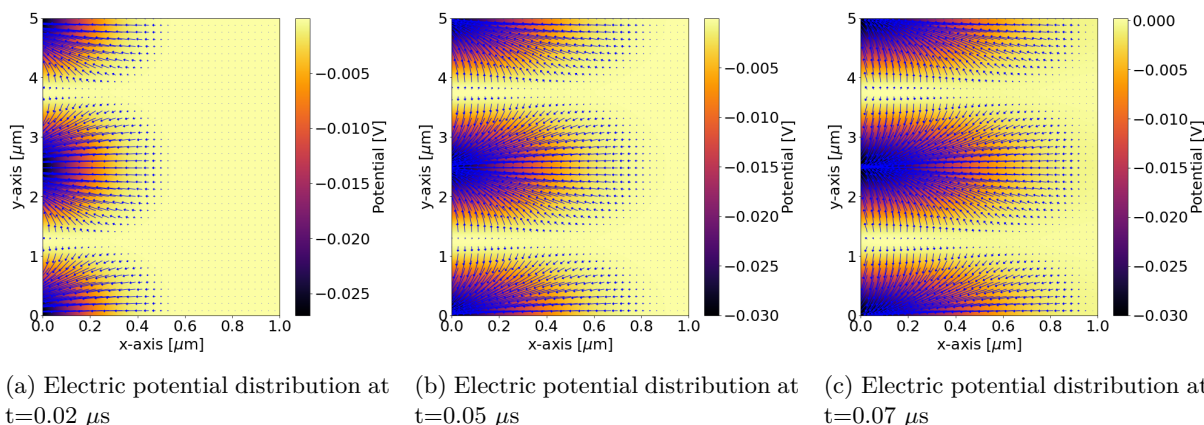 5
4
3
2
1
0
0.0 0.2 0.4 0.6 0.8 1.0
x-axis [μm]
y-axis [μm]
−0.005
−0.010
−0.015
−0.020
−0.025
Potential [V]
5
4
3
2
1
0
0.0 0.2 0.4 0.6 0.8 1.0
x-axis [μm]
y-axis [μm]
−0.005
−0.010
−0.015
−0.020
−0.025
−0.030
Potential [V]
5
4
3
2
1
0
0.0 0.2 0.4 0.6 0.8 1.0
x-axis [μm]
y-axis [μm]
0.000
−0.005
−0.010
−0.015
−0.020
−0.025
−0.030
Potential [V]
(a) Electric potential distribution at
t=0.02 μs
(b) Electric potential distribution at
t=0.05 μs
(c) Electric potential distribution at
t=0.07 μs